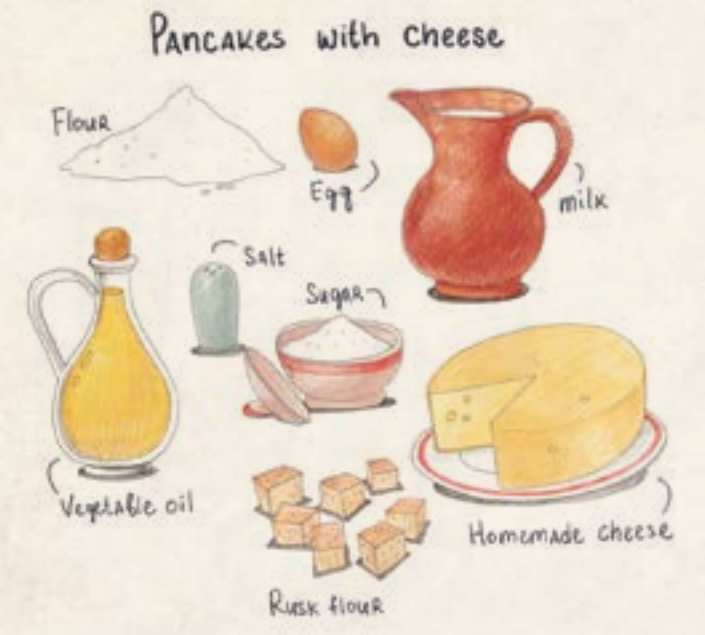 Pancakes with cheese
Flour
Egg
milk
Salt
Sugar
Vegetable oil
Homemade cheese
Rusk flour